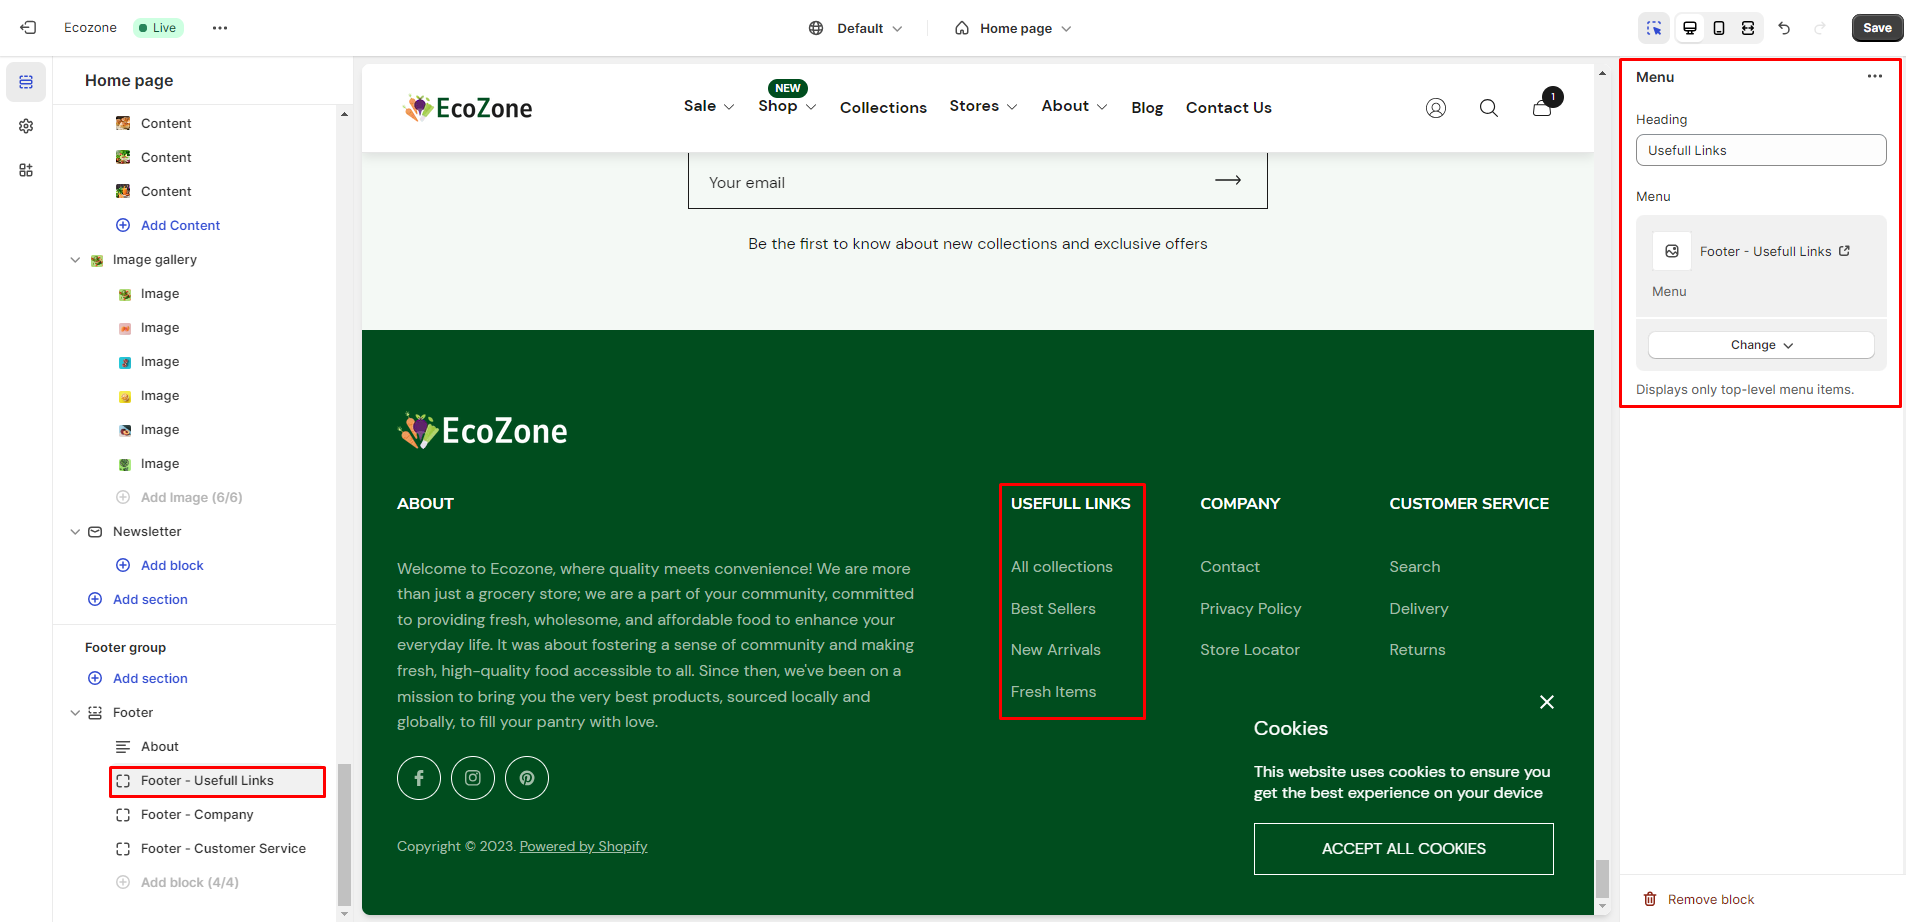 Ecozone
Live
Default
Home page
Save
Home page
Content
Content
Content
Add Content
Image gallery
Image
Image
Image
Image
Image
Image
Add Image (6/6)
Newsletter
Add block
Add section
Footer group
Add section
Footer
About
Footer - Usefull Links
Footer - Company
Footer - Customer Service
Add block (4/4)
EcoZone
Sale
NEW
Shop
Collections
Stores
About
Blog
Contact Us
1
Your email
Be the first to know about new collections and exclusive offers
EcoZone
ABOUT
Welcome to Ecozone, where quality meets convenience! We are more
than just a grocery store; we are a part of your community, committed
to providing fresh, wholesome, and affordable food to enhance your
everyday life. It was about fostering a sense of community and making
fresh, high-quality food accessible to all. Since then, we've been on a
mission to bring you the very best products, sourced locally and
globally, to fill your pantry with love.
Copyright © 2023. Powered by Shopify
USEFULL LINKS
All collections
Best Sellers
New Arrivals
Fresh Items
COMPANY
Contact
Privacy Policy
Store Locator
CUSTOMER SERVICE
Search
Delivery
Returns
Cookies
This website uses cookies to ensure you
get the best experience on your device
ACCEPT ALL COOKIES
Menu
Heading
Usefull Links
Menu
Footer - Usefull Links
Menu
Change
Displays only top-level menu items.
Remove block